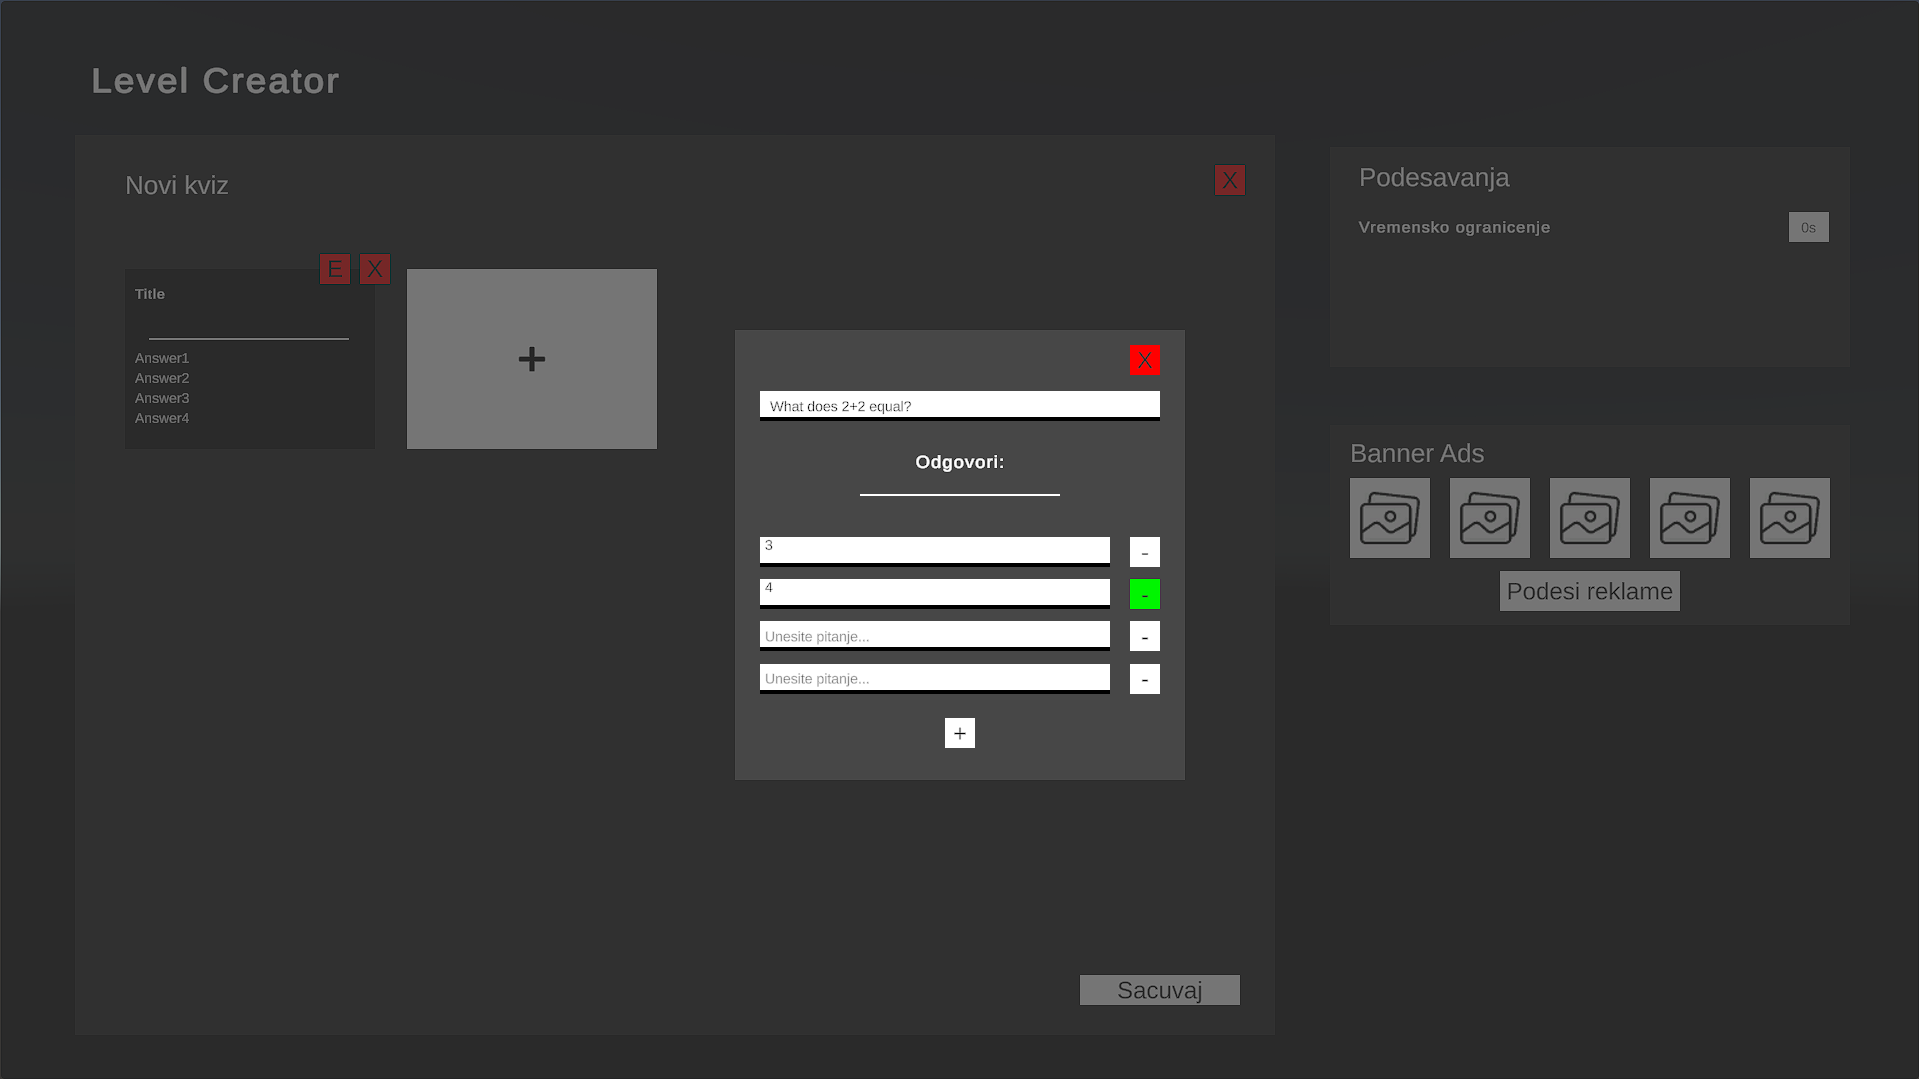 Level Creator
Novi kviz
X
E X
Title
Answer1
Answer2
Answer3
Answer4
+
X
What does 2+2 equal?
Odgovori:
3 -
4 -
Unesite pitanje... -
Unesite pitanje... -
+
Sacuvaj
Podesavanja
Vremensko ogranicenje 0s
Banner Ads
Podesi reklame